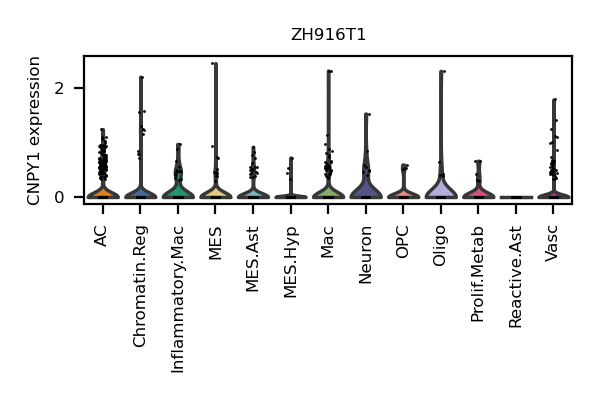 ZH916T1
CNPY1 expression
2
0
AC
Chromatin.Reg
Inflammatory.Mac
MES
MES.Ast
MES.Hyp
Mac
Neuron
OPC
Oligo
Prolif.Metab
Reactive.Ast
Vasc